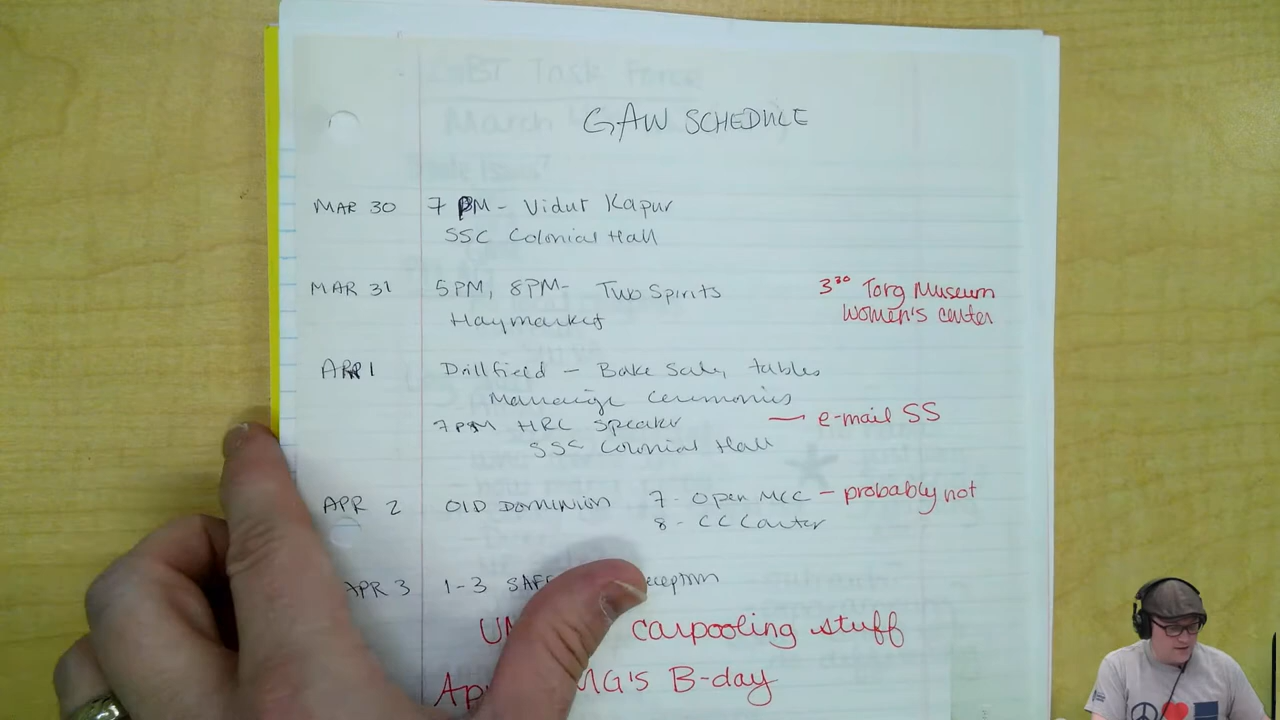 GAW SCHEDULE
MAR 30 7 PM - Vidur Kapur
SSC Colonial Hall
MAR 31 5PM, 8PM- Two Spirits 3³⁰ Torg Museum
Haymarket Women's center
APR 1 Drillfield - Bake Sale, tables
Marriage Ceremonies
7PM HRC Speaker — e-mail SS
SSC Colonial Hall
APR 2 Old Dominion 7 - Open MCC - probably not
8 - CC Carter
APR 3 1-3
carpooling stuff
MG's B-day